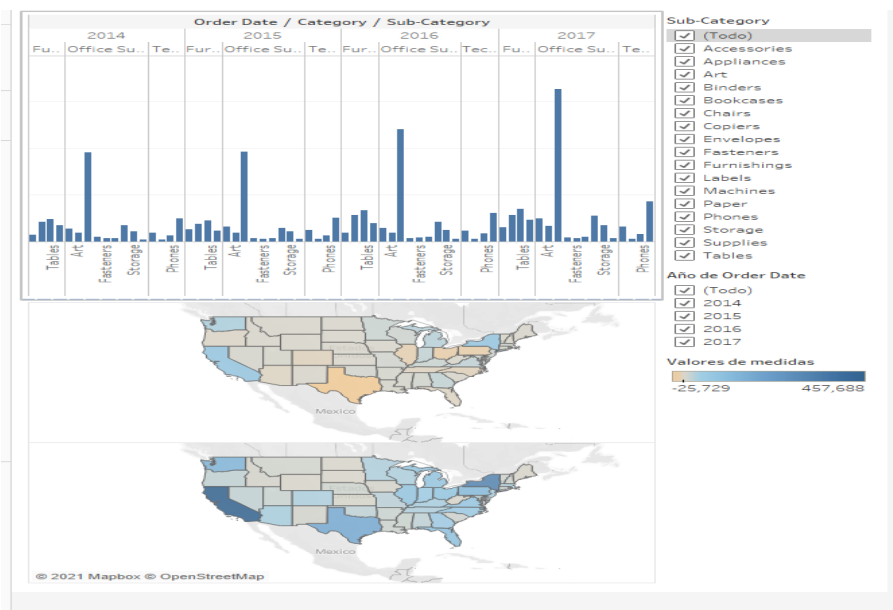 Order Date / Category / Sub-Category
2014 2015 2016 2017
Fu.. Office Su.. Te.. Fur.. Office Su.. Te.. Fu.. Office Su.. Tec.. Fu.. Office Su.. Te..
Tables Art Fasteners Storage Phones Tables Art Fasteners Storage Phones Tables Art Fasteners Storage Phones Tables Art Fasteners Storage Phones
Mexico
Mexico
© 2021 Mapbox © OpenStreetMap
Sub-Category
(Todo)
Accessories
Appliances
Art
Binders
Bookcases
Chairs
Copiers
Envelopes
Fasteners
Furnishings
Labels
Machines
Paper
Phones
Storage
Supplies
Tables
Año de Order Date
(Todo)
2014
2015
2016
2017
Valores de medidas
-25,729 457,688